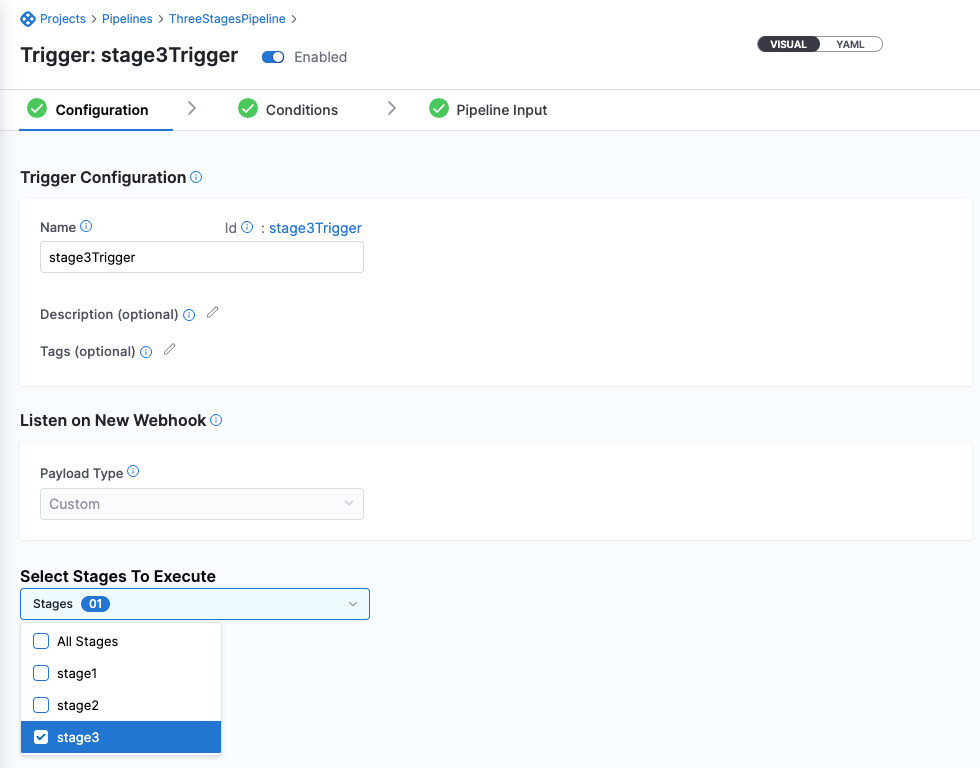 Projects > Pipelines > ThreeStagesPipeline >
Trigger: stage3Trigger Enabled
VISUAL YAML
Configuration > Conditions > Pipeline Input
Trigger Configuration
Name Id : stage3Trigger
stage3Trigger
Description (optional)
Tags (optional)
Listen on New Webhook
Payload Type
Custom
Select Stages To Execute
Stages 01
All Stages
stage1
stage2
stage3